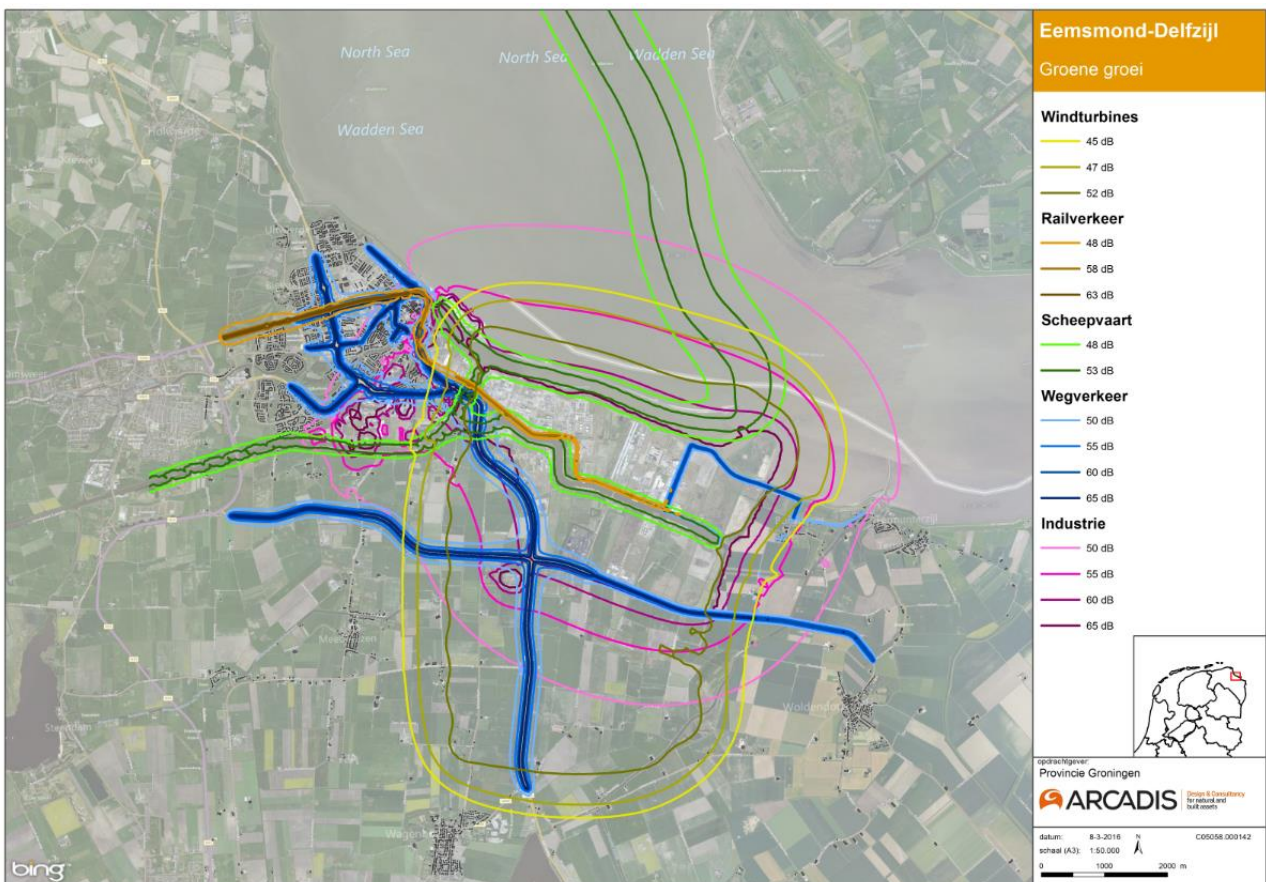 North Sea
North Sea
Wadden Sea
Wadden Sea
Steendam
Woldendorp
bing
Eemsmond-Delfzijl
Groene groei
Windturbines
45 dB
47 dB
52 dB
Railverkeer
48 dB
58 dB
63 dB
Scheepvaart
48 dB
53 dB
Wegverkeer
50 dB
55 dB
60 dB
65 dB
Industrie
50 dB
55 dB
60 dB
65 dB
opdrachtgever:
Provincie Groningen
ARCADIS
Design & Consultancy
for natural and
built assets
datum: 8-3-2016 N C05058.000142
schaal (A3): 1:50.000
0 1000 2000 m